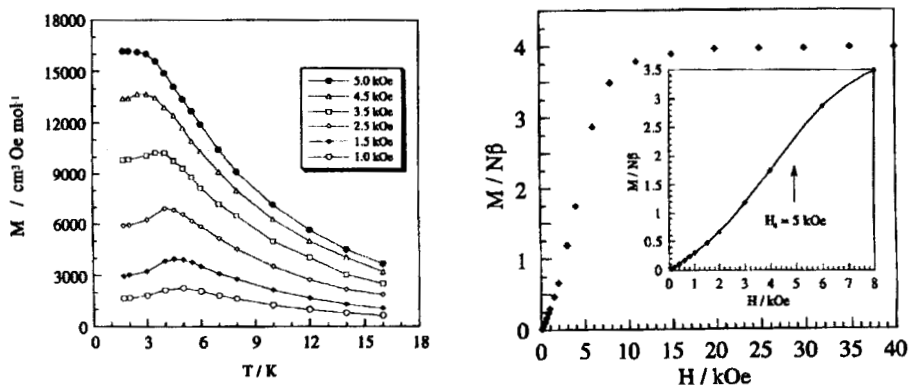 18000
15000
12000
9000
6000
3000
0
M / cm³ Oe mol⁻¹
5.0 kOe
4.5 kOe
3.5 kOe
2.5 kOe
1.5 kOe
1.0 kOe
0 3 6 9 12 14 18
T / K
4
3
2
1
0
M / Nβ
3.5
3
2.5
2
1.5
1
0.5
0
M / Nβ
Hc = 5 kOe
0 1 2 3 4 5 6 7 8
H / kOe
0 5 10 15 20 25 30 35 40
H / kOe